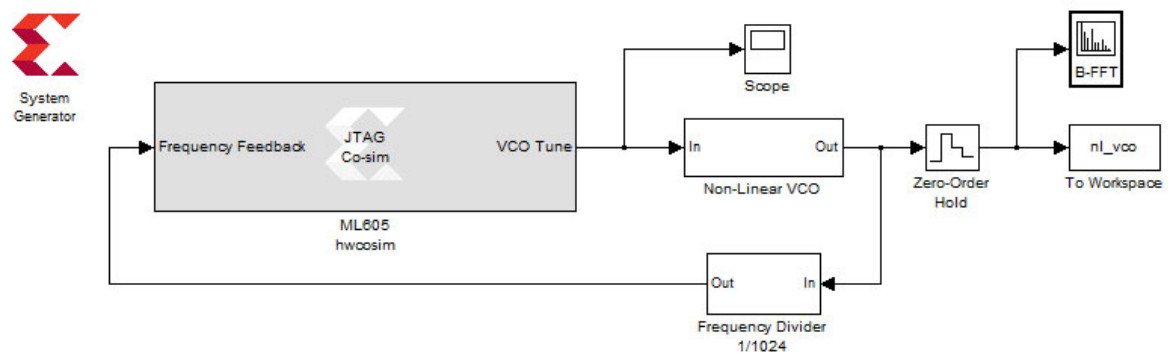 System
Generator
Frequency Feedback
JTAG
Co-sim
VCO Tune
ML605
hwcosim
Scope
In
Out
Non-Linear VCO
Zero-Order
Hold
B-FFT
nl_vco
To Workspace
Out
In
Frequency Divider
1/1024